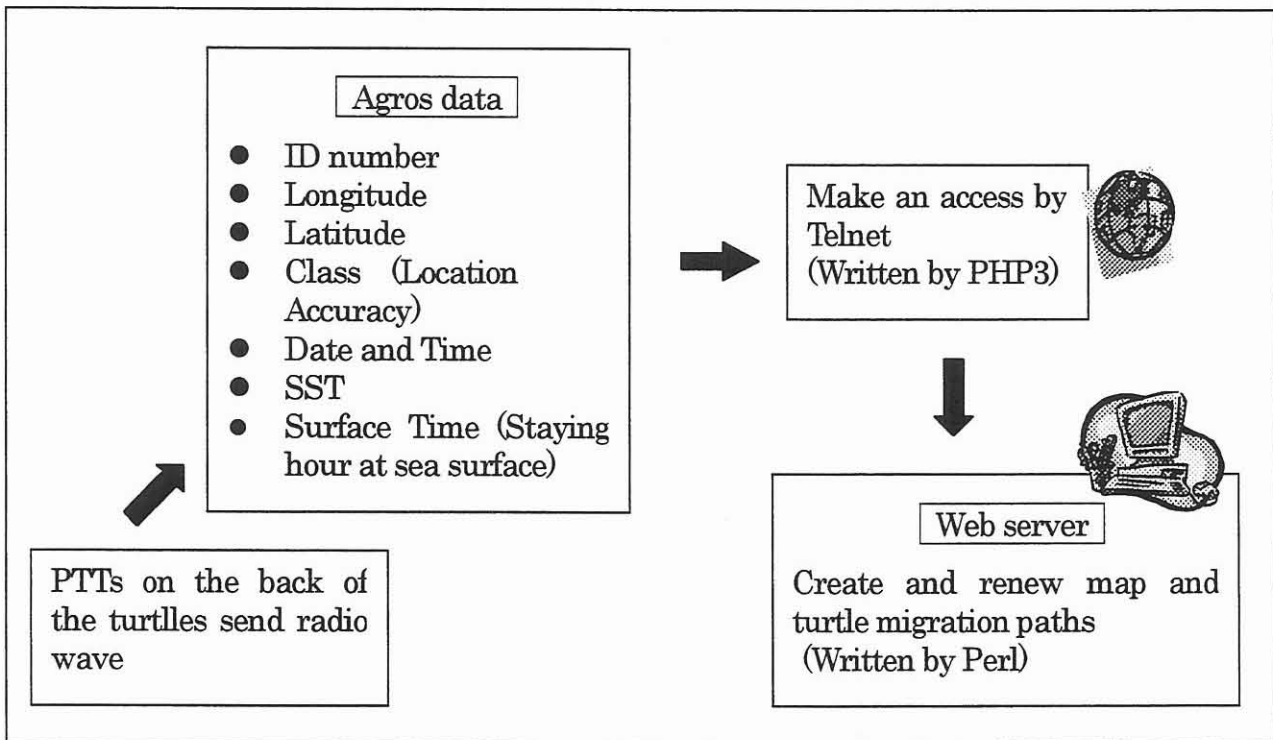 Agros data
● ID number
● Longitude
● Latitude
● Class (Location
Accuracy)
● Date and Time
● SST
● Surface Time (Staying
hour at sea surface)
Make an access by
Telnet
(Written by PHP3)
PTTs on the back of
the turtlles send radio
wave
Web server
Create and renew map and
turtle migration paths
(Written by Perl)